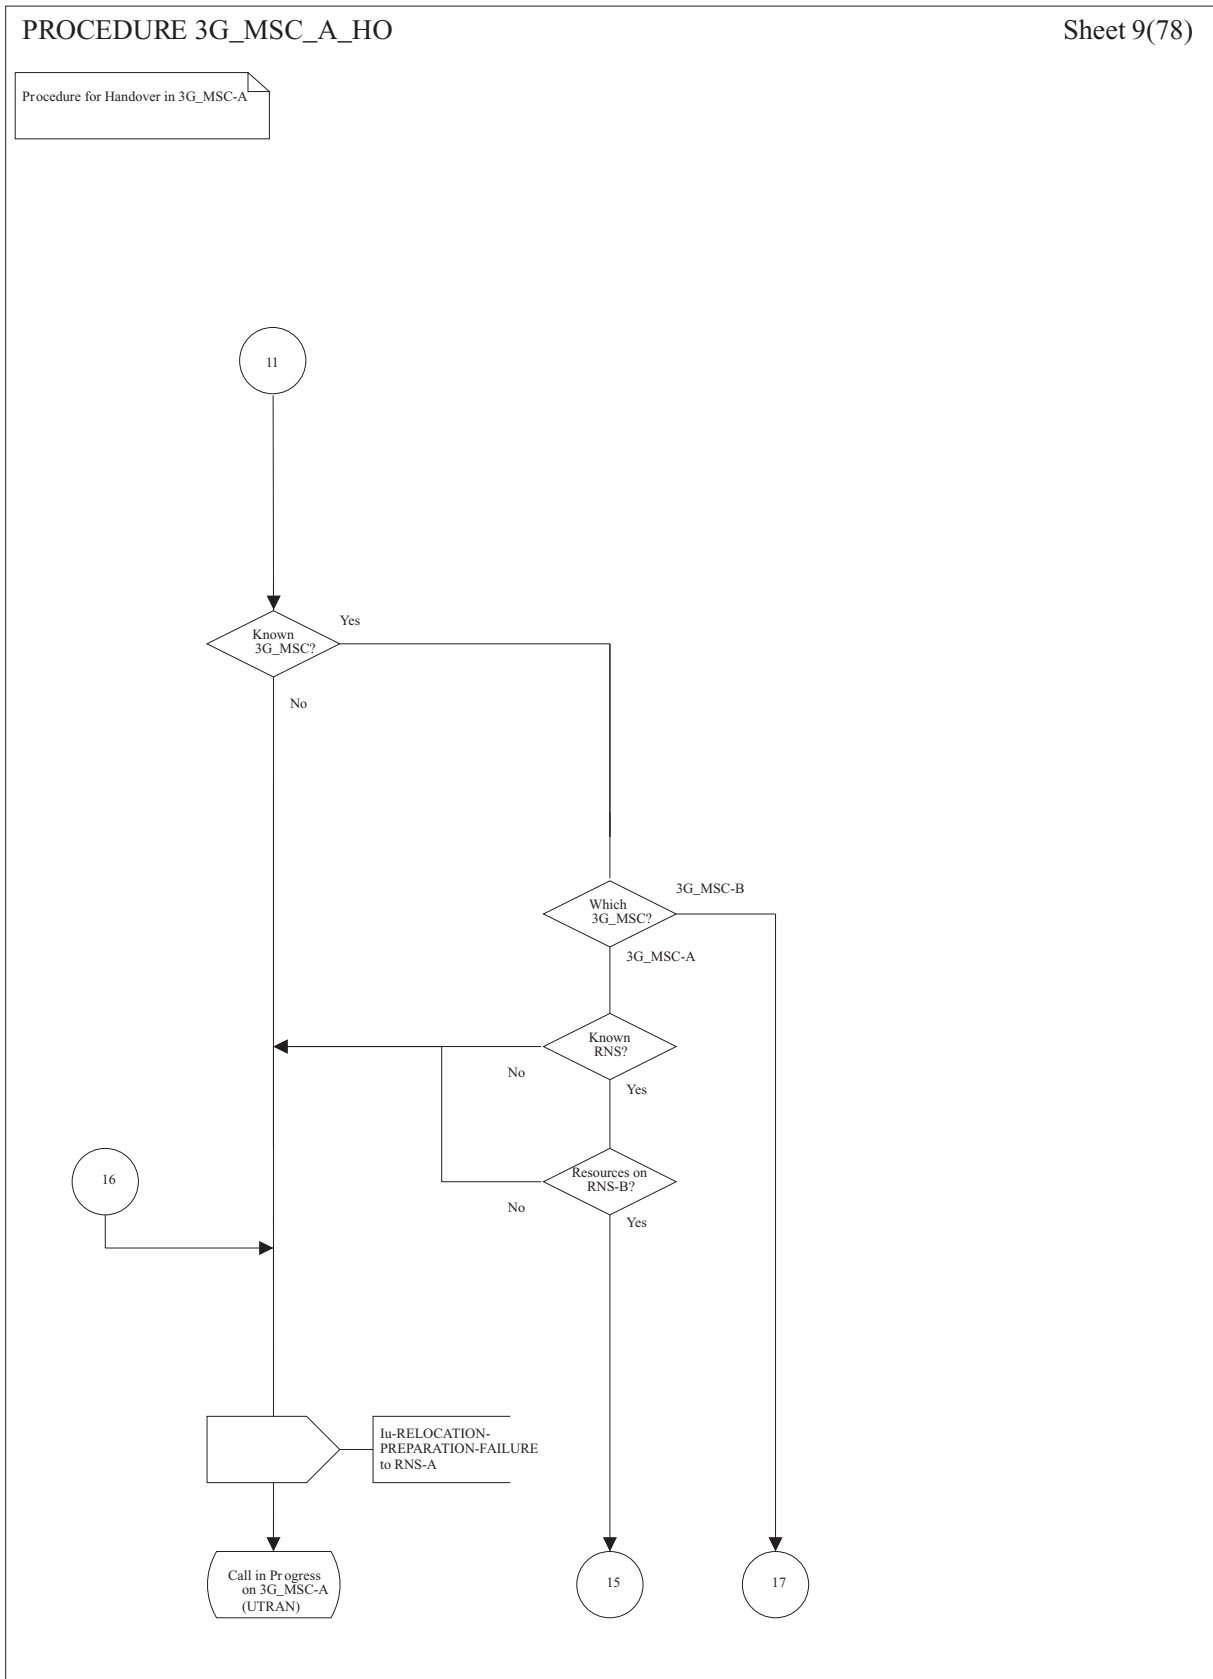 PROCEDURE 3G_MSC_A_HO
Sheet 9(78)
Procedure for Handover in 3G_MSC-A
11
Known
3G_MSC?
Yes
No
Which
3G_MSC?
3G_MSC-B
3G_MSC-A
Known
RNS?
No
Yes
16
Resources on
RNS-B?
No
Yes
Iu-RELOCATION-
PREPARATION-FAILURE
to RNS-A
Call in Progress
on 3G_MSC-A
(UTRAN)
15
17